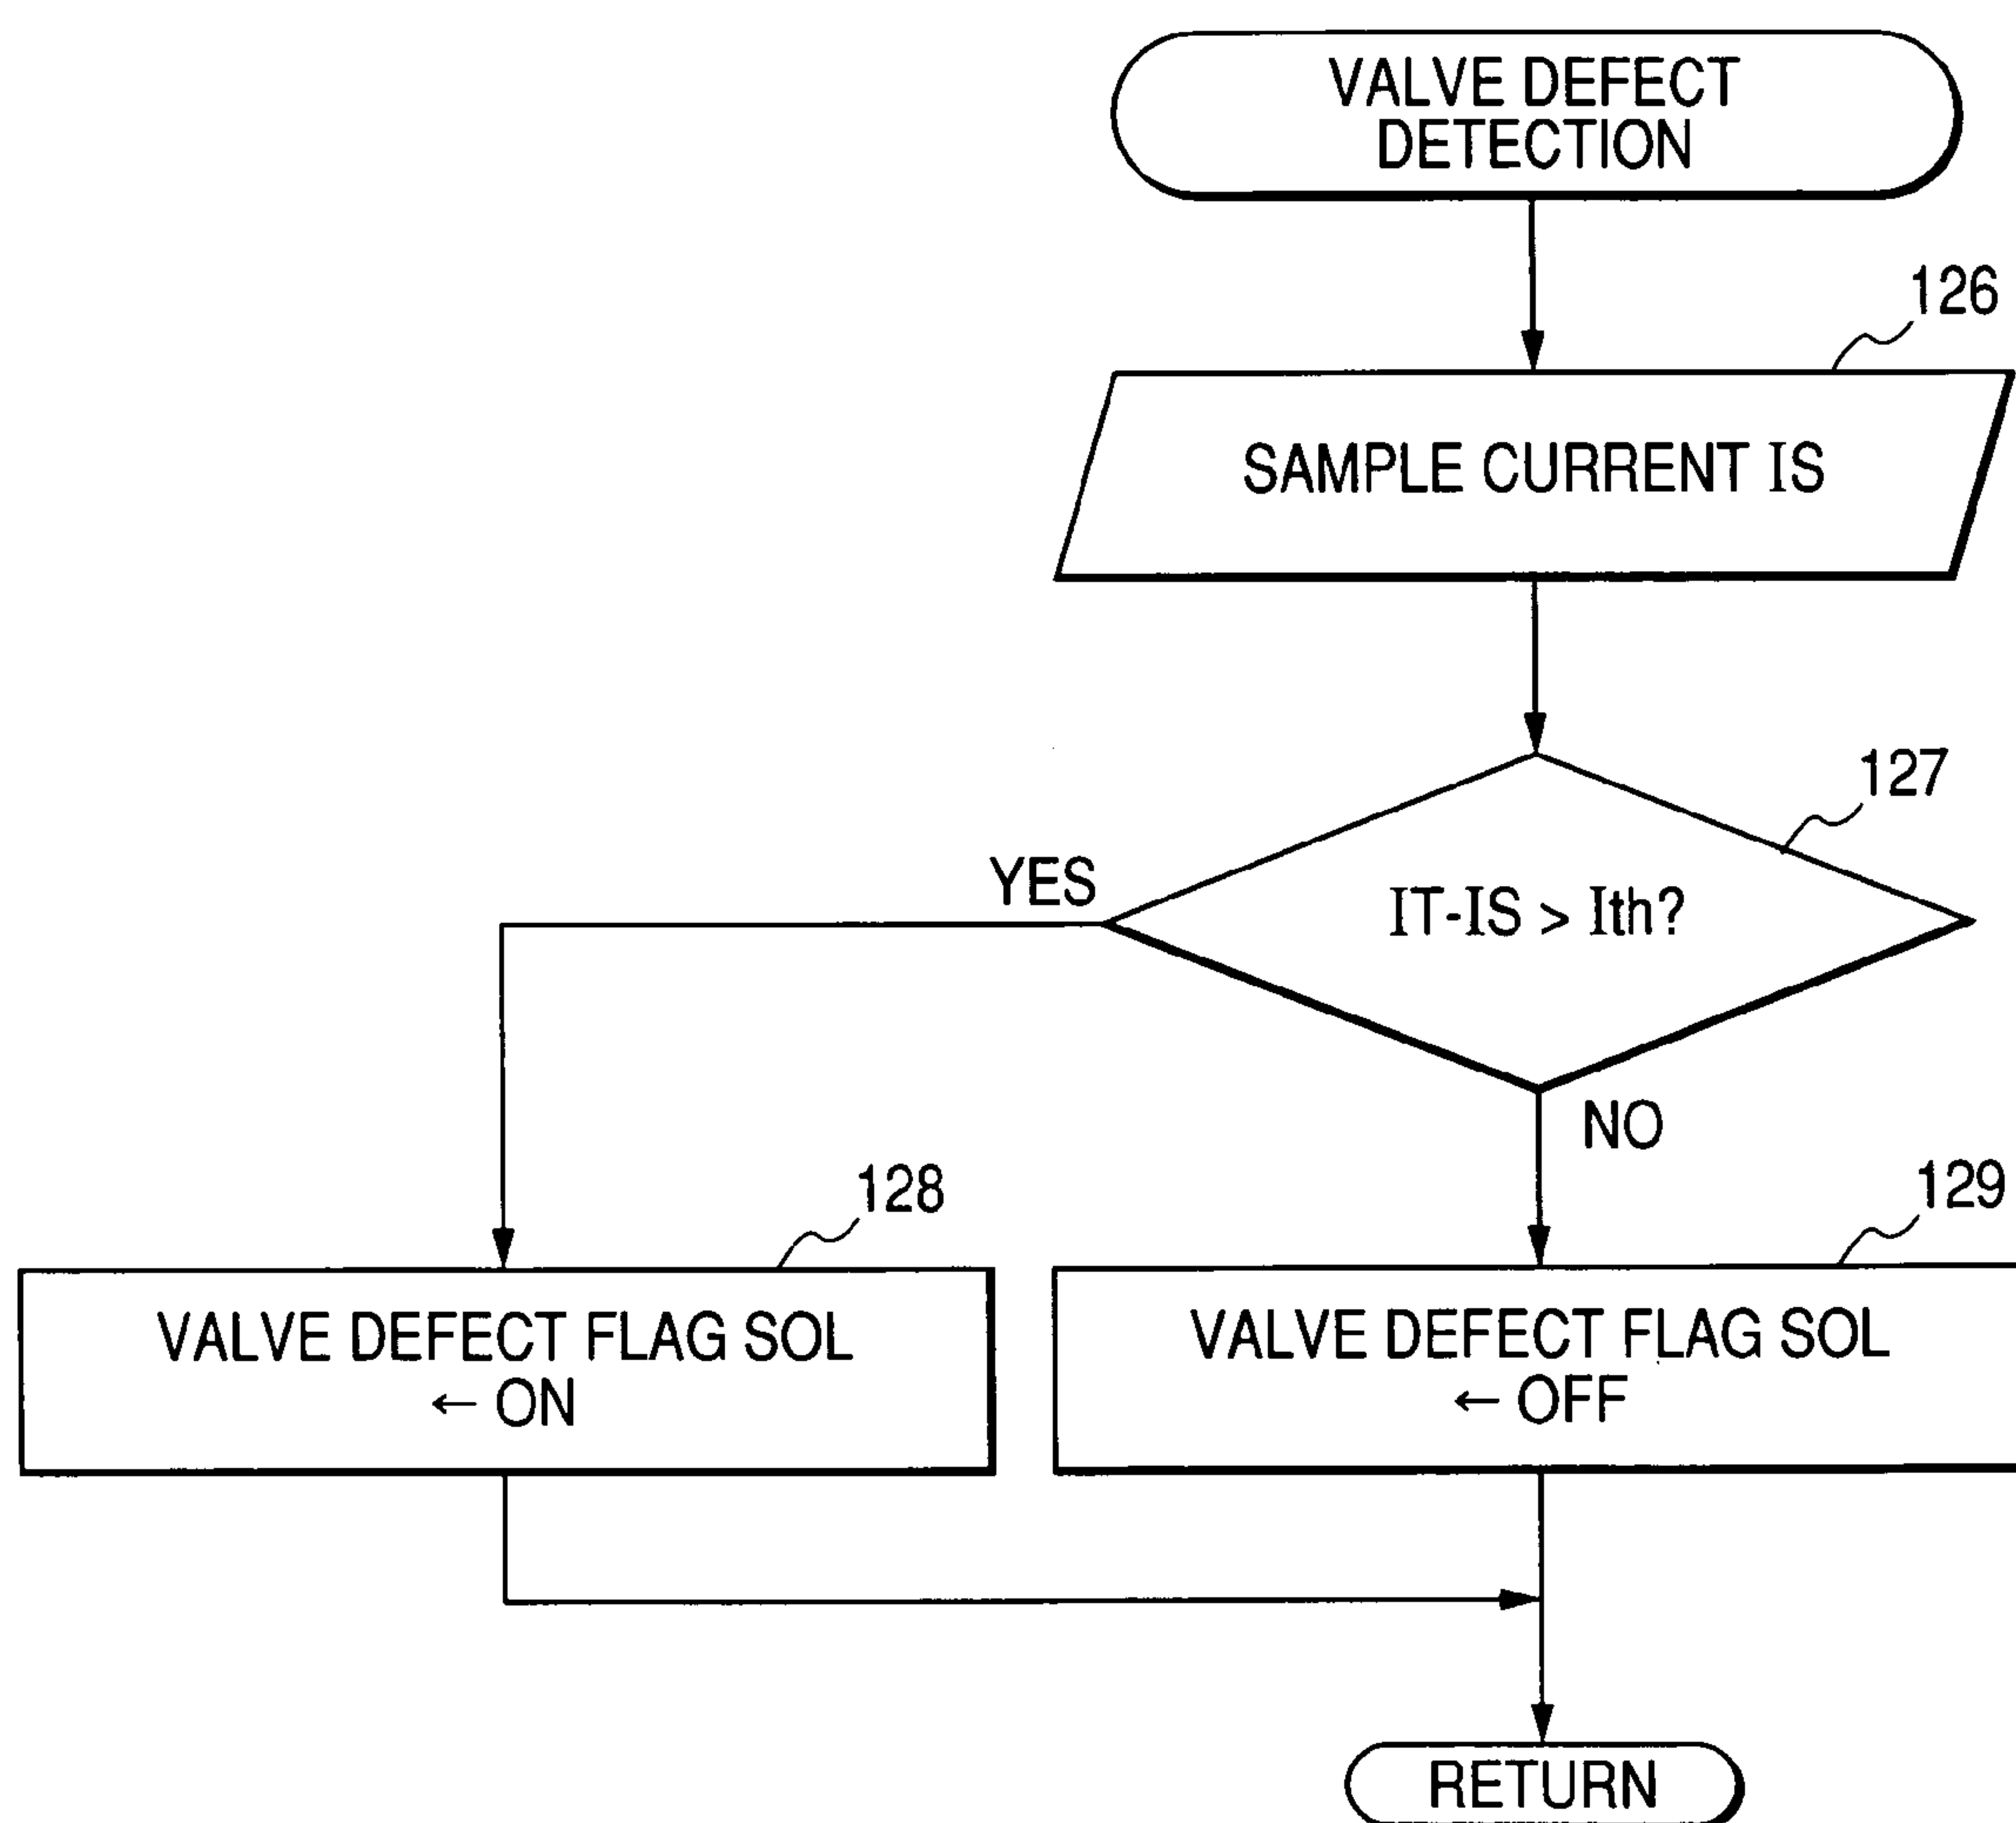 VALVE DEFECT
DETECTION
126
SAMPLE CURRENT IS
127
YES
IT-IS > Ith?
NO
128
129
VALVE DEFECT FLAG SOL
← ON
VALVE DEFECT FLAG SOL
← OFF
RETURN